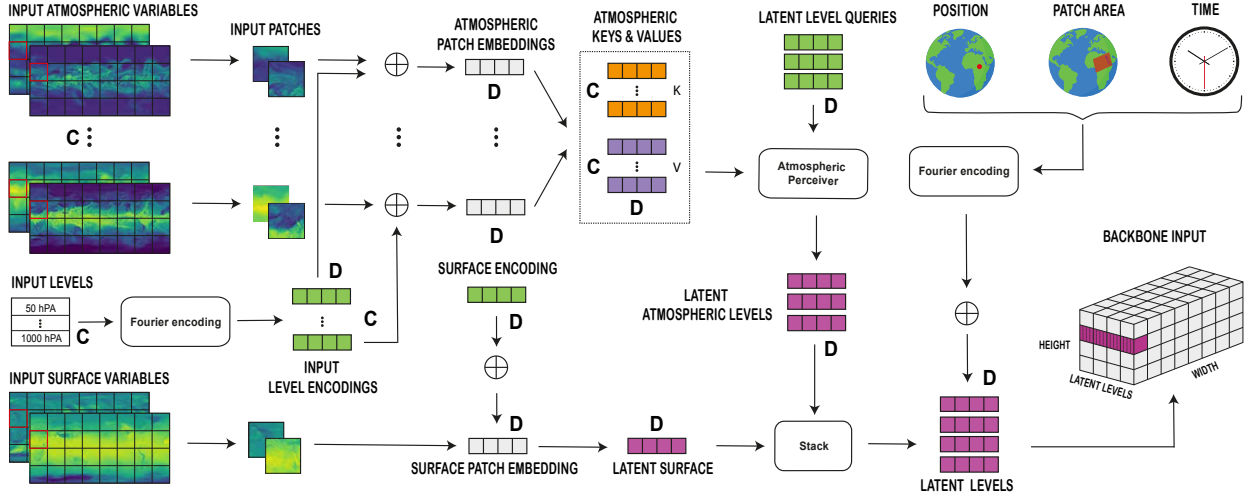 INPUT ATMOSPHERIC VARIABLES
INPUT PATCHES
ATMOSPHERIC
PATCH EMBEDDINGS
ATMOSPHERIC
KEYS & VALUES
LATENT LEVEL QUERIES
POSITION
PATCH AREA
TIME
D
C
K
D
C
C
V
D
D
Atmospheric
Perceiver
Fourier encoding
INPUT LEVELS
50 hPA
1000 hPA
C
Fourier encoding
D
C
INPUT
LEVEL ENCODINGS
SURFACE ENCODING
D
LATENT
ATMOSPHERIC LEVELS
D
BACKBONE INPUT
HEIGHT
LATENT LEVELS
WIDTH
INPUT SURFACE VARIABLES
D
SURFACE PATCH EMBEDDING
D
LATENT SURFACE
Stack
D
LATENT LEVELS